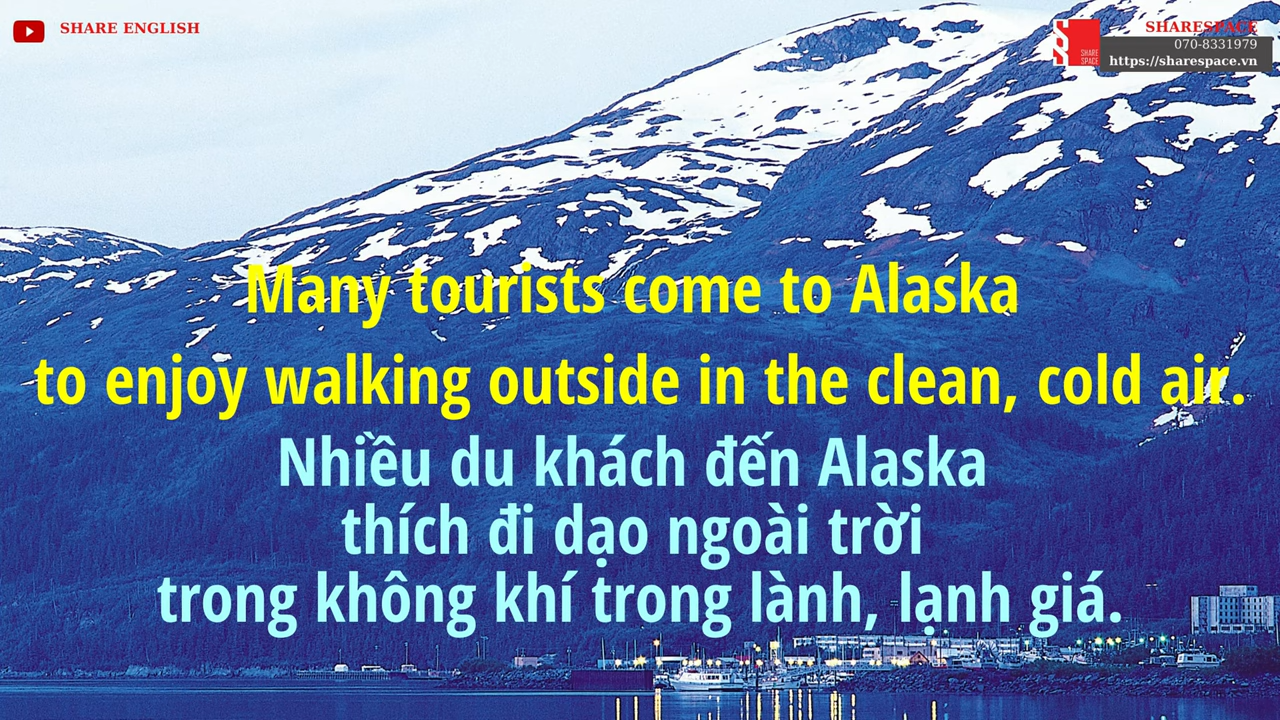 SHARE ENGLISH
SHARESPACE
070-8331979
https://sharespace.vn
SHARE
SPACE
Many tourists come to Alaska
to enjoy walking outside in the clean, cold air.
Nhiều du khách đến Alaska
thích đi dạo ngoài trời
trong không khí trong lành, lạnh giá.